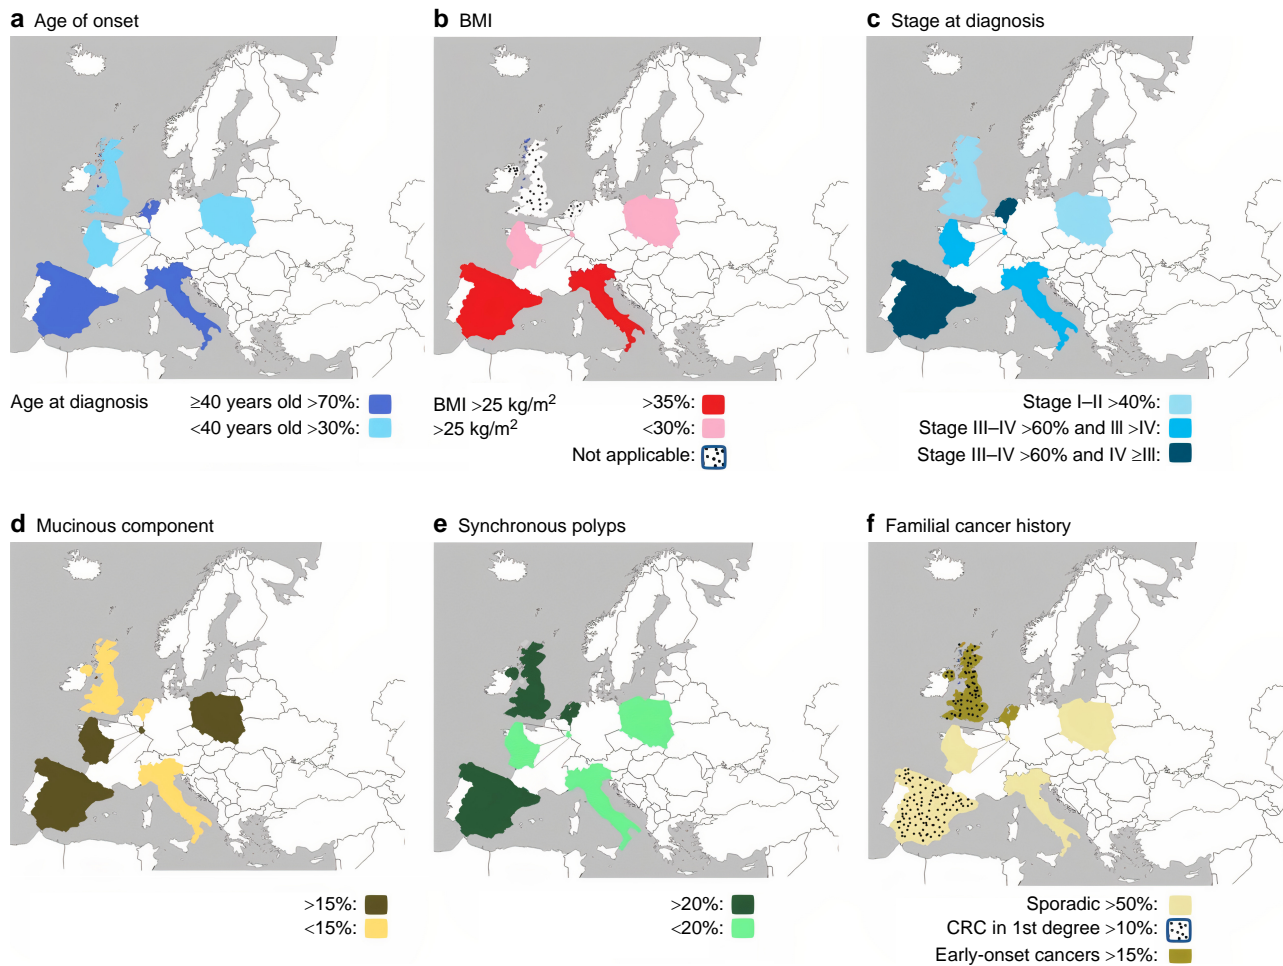 a Age of onset
b BMI
c Stage at diagnosis
Age at diagnosis ≥40 years old >70%:
<40 years old >30%:
BMI >25 kg/m² >35%:
>25 kg/m² <30%:
Not applicable:
Stage I–II >40%:
Stage III–IV >60% and III >IV:
Stage III–IV >60% and IV ≥III:
d Mucinous component
e Synchronous polyps
f Familial cancer history
>15%:
<15%:
>20%:
<20%:
Sporadic >50%:
CRC in 1st degree >10%:
Early-onset cancers >15%: